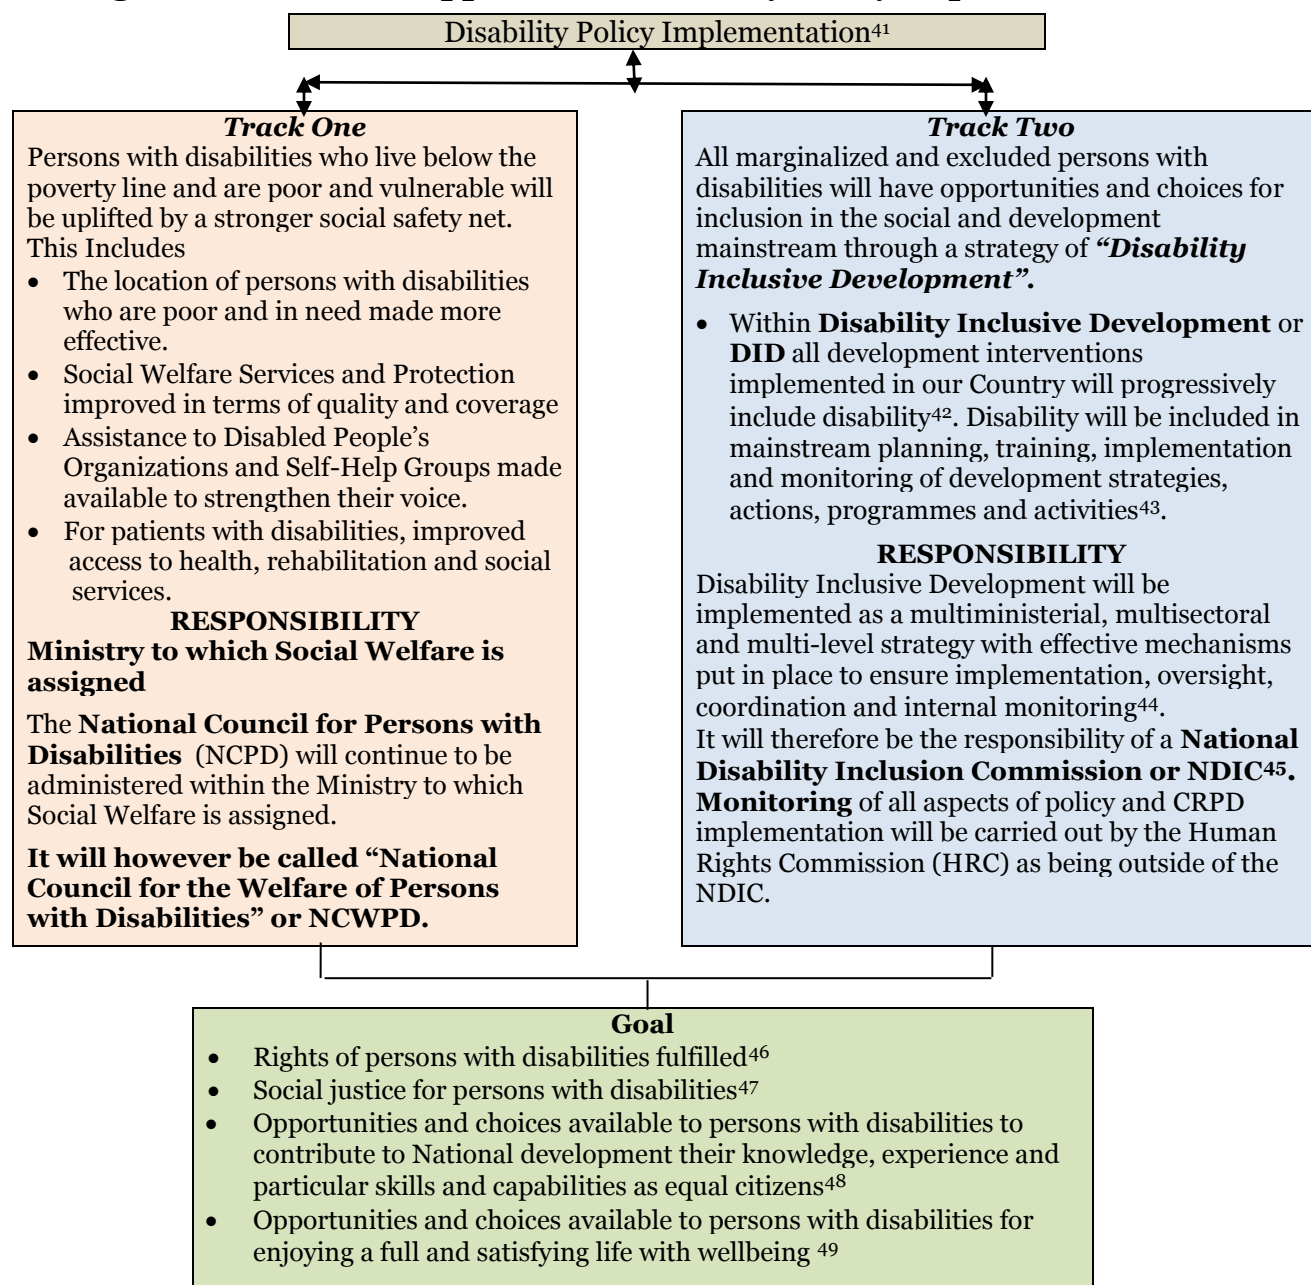 Disability Policy Implementation⁴¹
Track One
Persons with disabilities who live below the
poverty line and are poor and vulnerable will
be uplifted by a stronger social safety net.
This Includes
• The location of persons with disabilities
who are poor and in need made more
effective.
• Social Welfare Services and Protection
improved in terms of quality and coverage
• Assistance to Disabled People’s
Organizations and Self-Help Groups made
available to strengthen their voice.
• For patients with disabilities, improved
access to health, rehabilitation and social
services.
RESPONSIBILITY
Ministry to which Social Welfare is
assigned
The National Council for Persons with
Disabilities (NCPD) will continue to be
administered within the Ministry to which
Social Welfare is assigned.
It will however be called “National
Council for the Welfare of Persons
with Disabilities” or NCWPD.
Track Two
All marginalized and excluded persons with
disabilities will have opportunities and choices for
inclusion in the social and development
mainstream through a strategy of “Disability
Inclusive Development”.
• Within Disability Inclusive Development or
DID all development interventions
implemented in our Country will progressively
include disability⁴². Disability will be included in
mainstream planning, training, implementation
and monitoring of development strategies,
actions, programmes and activities⁴³.
RESPONSIBILITY
Disability Inclusive Development will be
implemented as a multiministerial, multisectoral
and multi-level strategy with effective mechanisms
put in place to ensure implementation, oversight,
coordination and internal monitoring⁴⁴.
It will therefore be the responsibility of a National
Disability Inclusion Commission or NDIC⁴⁵.
Monitoring of all aspects of policy and CRPD
implementation will be carried out by the Human
Rights Commission (HRC) as being outside of the
NDIC.
Goal
• Rights of persons with disabilities fulfilled⁴⁶
• Social justice for persons with disabilities⁴⁷
• Opportunities and choices available to persons with disabilities to
contribute to National development their knowledge, experience and
particular skills and capabilities as equal citizens⁴⁸
• Opportunities and choices available to persons with disabilities for
enjoying a full and satisfying life with wellbeing ⁴⁹